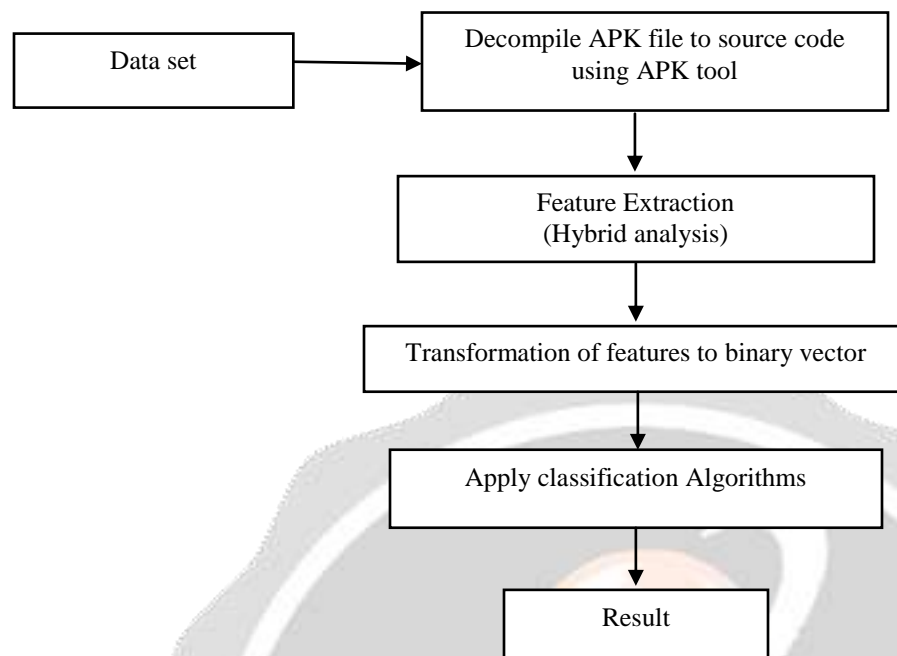 Data set
Decompile APK file to source code
using APK tool
Feature Extraction
(Hybrid analysis)
Transformation of features to binary vector
Apply classification Algorithms
Result